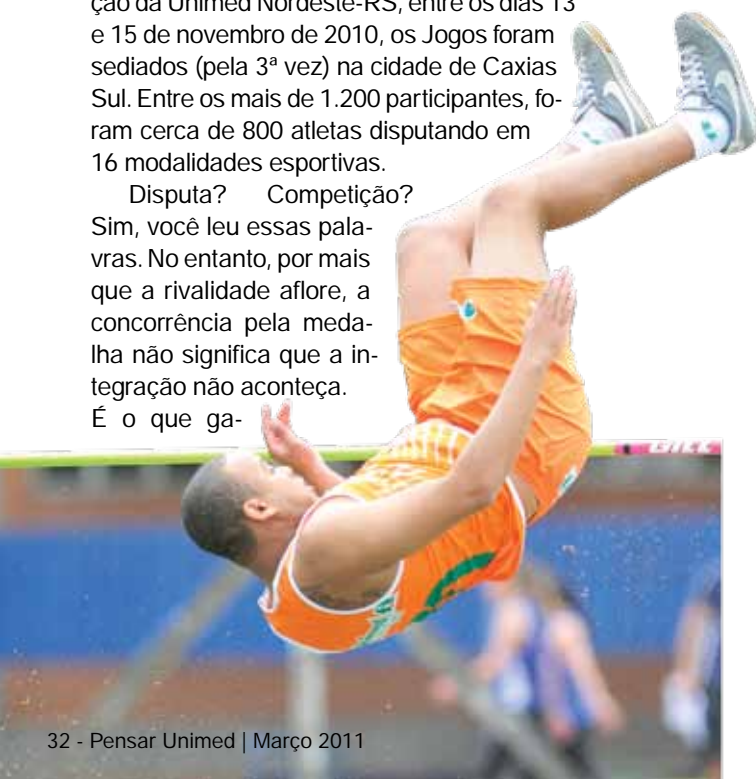 ção da Unimed Nordeste-RS, entre os dias 13
e 15 de novembro de 2010, os Jogos foram
sediados (pela 3ª vez) na cidade de Caxias
Sul. Entre os mais de 1.200 participantes, fo-
ram cerca de 800 atletas disputando em
16 modalidades esportivas.
Disputa? Competição?
Sim, você leu essas pala-
vras. No entanto, por mais
que a rivalidade aflore, a
concorrência pela meda-
lha não significa que a in-
tegração não aconteça.
É o que ga-
32 - Pensar Unimed | Março 2011